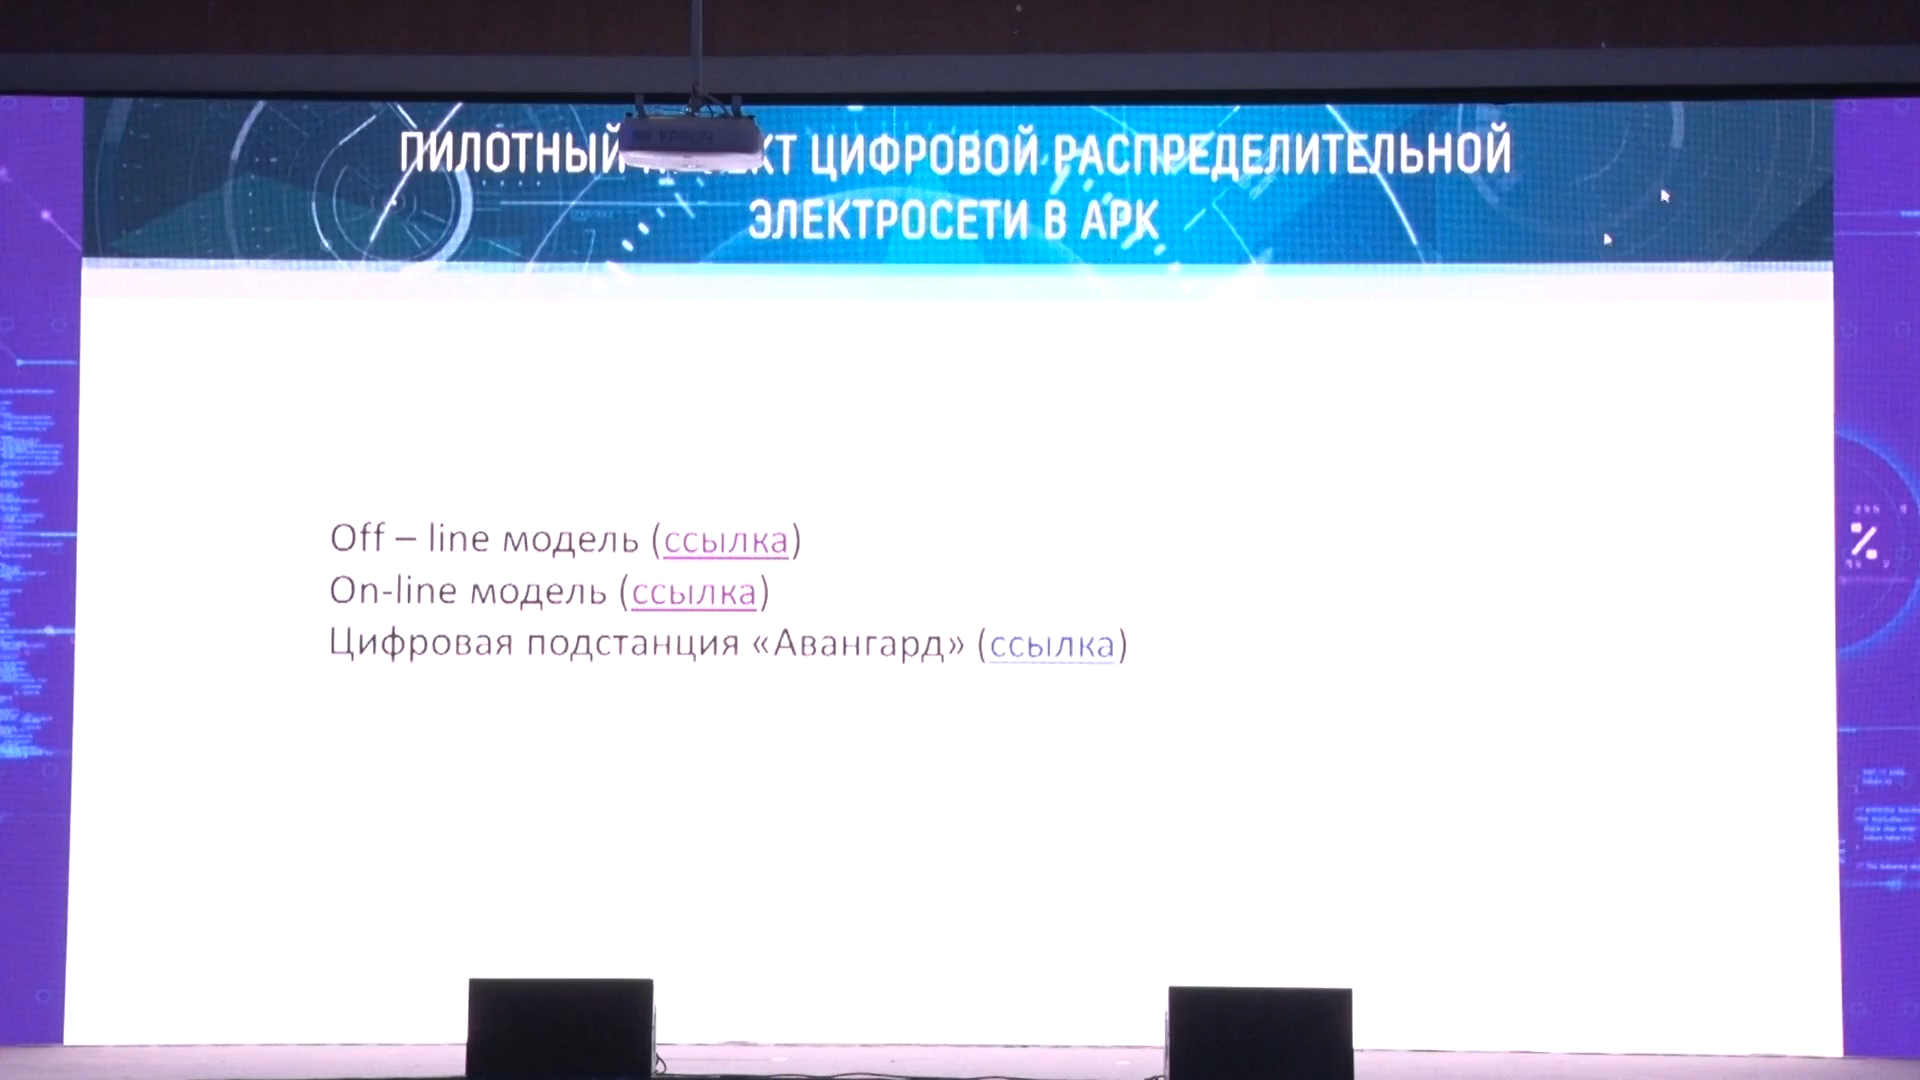 ПИЛОТНЫЙ ЦИФРОВОЙ РАСПРЕДЕЛИТЕЛЬНОЙ
ЭЛЕКТРОСЕТИ В АРК
Off – line модель (ссылка)
On-line модель (ссылка)
Цифровая подстанция «Авангард» (ссылка)